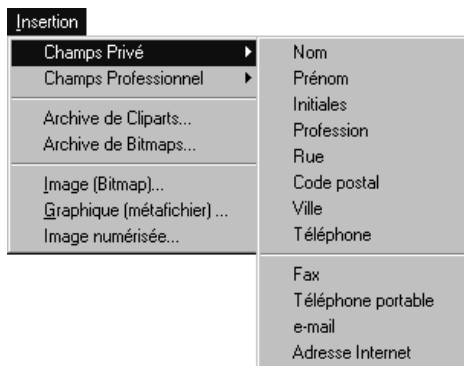 Insertion
Champs Privé
Champs Professionnel
Archive de Cliparts...
Archive de Bitmaps...
Image (Bitmap)...
Graphique (métafichier) ...
Image numérisée...
Nom
Prénom
Initiales
Profession
Rue
Code postal
Ville
Téléphone
Fax
Téléphone portable
e-mail
Adresse Internet